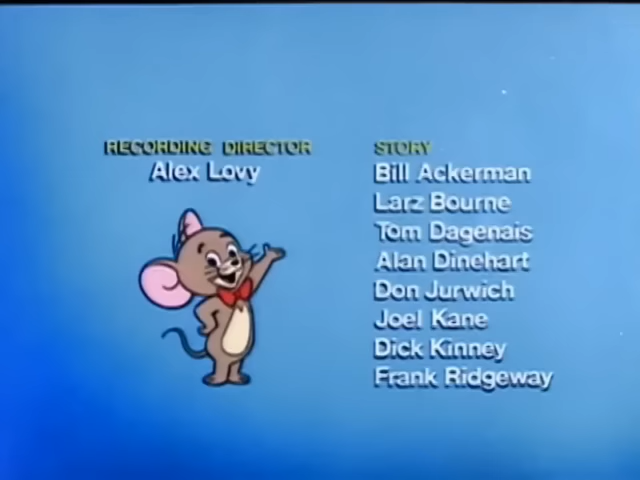 RECORDING DIRECTOR
Alex Lovy
STORY
Bill Ackerman
Larz Bourne
Tom Dagenais
Alan Dinehart
Don Jurwich
Joel Kane
Dick Kinney
Frank Ridgeway